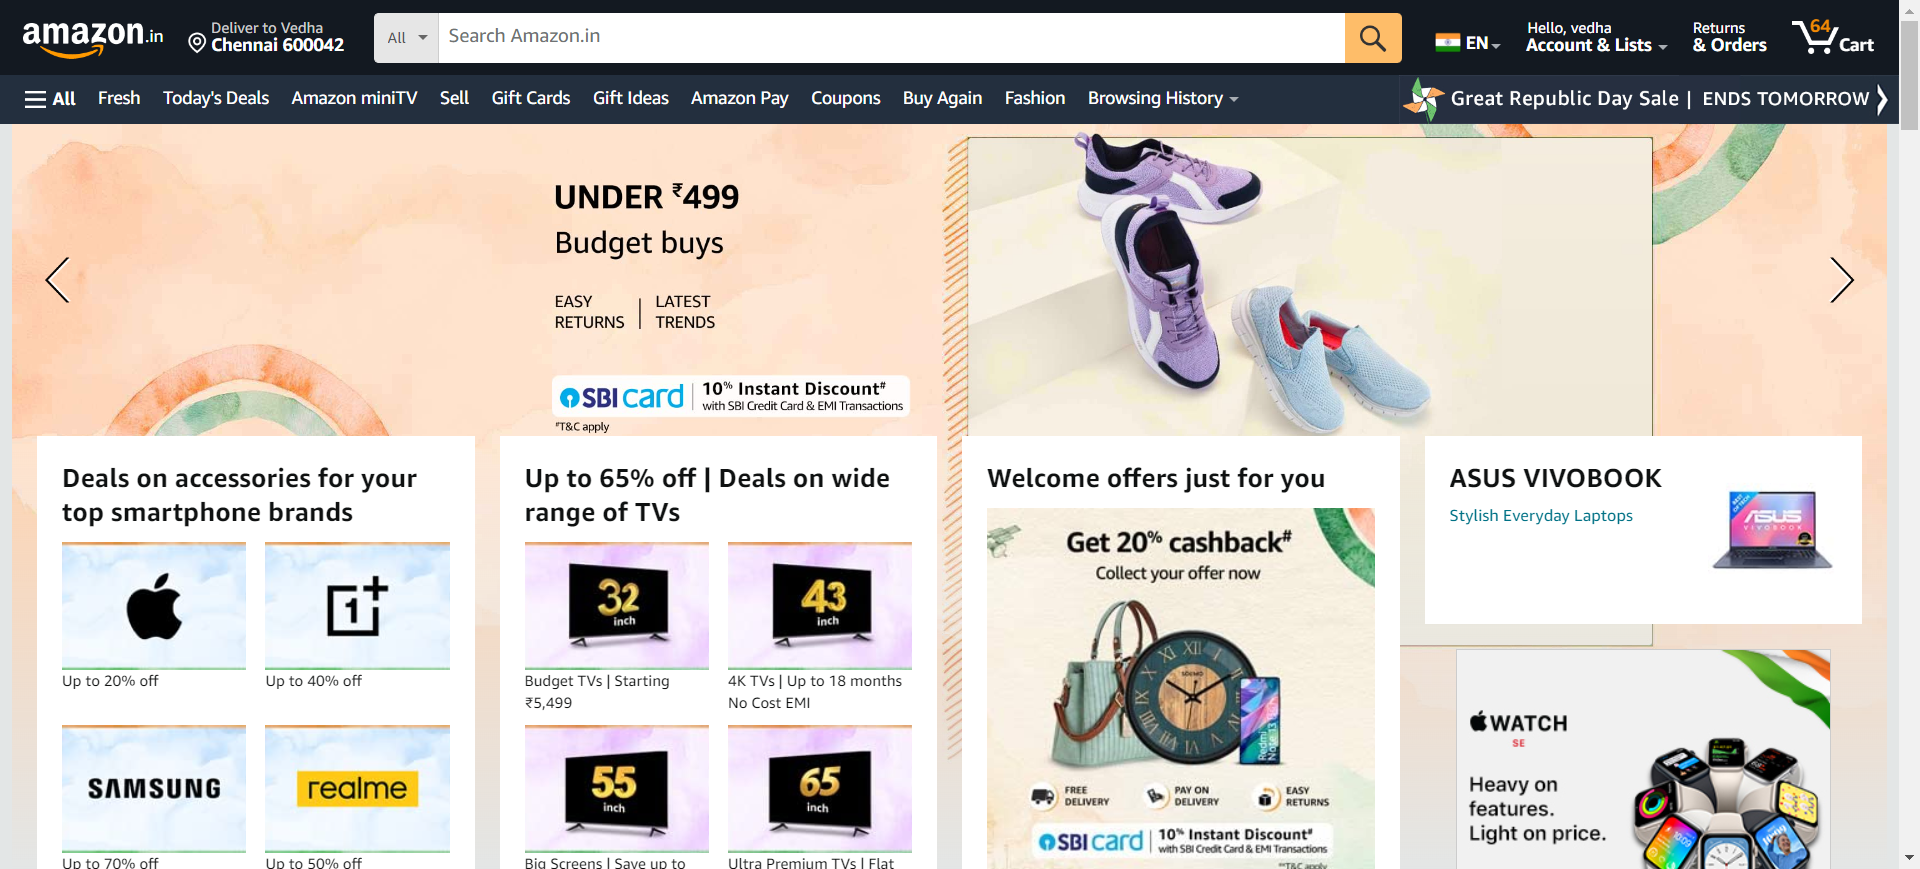 amazon.in
Deliver to Vedha
Chennai 600042
All
Search Amazon.in
EN
Hello, vedha
Account & Lists
Returns
& Orders
64
Cart
All
Fresh
Today's Deals
Amazon miniTV
Sell
Gift Cards
Gift Ideas
Amazon Pay
Coupons
Buy Again
Fashion
Browsing History
Great Republic Day Sale | ENDS TOMORROW
UNDER ₹499
Budget buys
EASY
RETURNS
LATEST
TRENDS
SBI card
10% Instant Discount#
with SBI Credit Card & EMI Transactions
#T&C apply
Deals on accessories for your
top smartphone brands
Up to 20% off
1+
Up to 40% off
SAMSUNG
Up to 70% off
realme
Up to 50% off
Up to 65% off | Deals on wide
range of TVs
32
inch
Budget TVs | Starting
₹5,499
43
inch
4K TVs | Up to 18 months
No Cost EMI
55
inch
Big Screens | Save up to
65
inch
Ultra Premium TVs | Flat
Welcome offers just for you
Get 20% cashback#
Collect your offer now
XII
SOLIMO
Redmi
Note 13
FREE
DELIVERY
PAY ON
DELIVERY
EASY
RETURNS
SBI card
10% Instant Discount#
with SBI Credit Card & EMI Transactions
ASUS VIVOBOOK
Stylish Everyday Laptops
ASUS
VIVOBOOK
WATCH
SE
Heavy on
features.
Light on price.